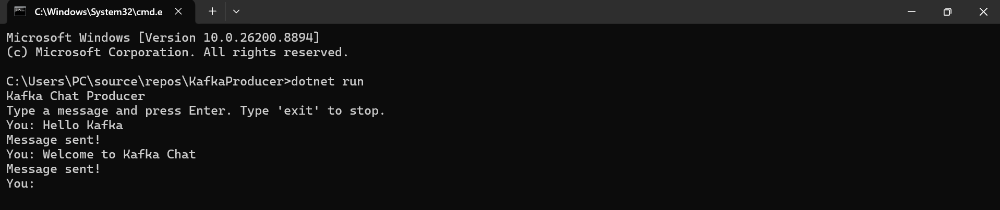 C:\Windows\System32\cmd.e
Microsoft Windows [Version 10.0.26200.8894]
(c) Microsoft Corporation. All rights reserved.
C:\Users\PC\source\repos\KafkaProducer>dotnet run
Kafka Chat Producer
Type a message and press Enter. Type 'exit' to stop.
You: Hello Kafka
Message sent!
You: Welcome to Kafka Chat
Message sent!
You: